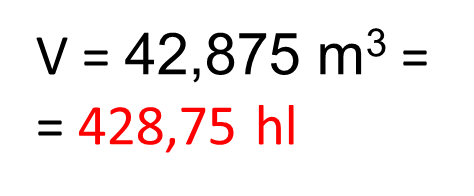 V = 42,875 m³ =
= 428,75 hl